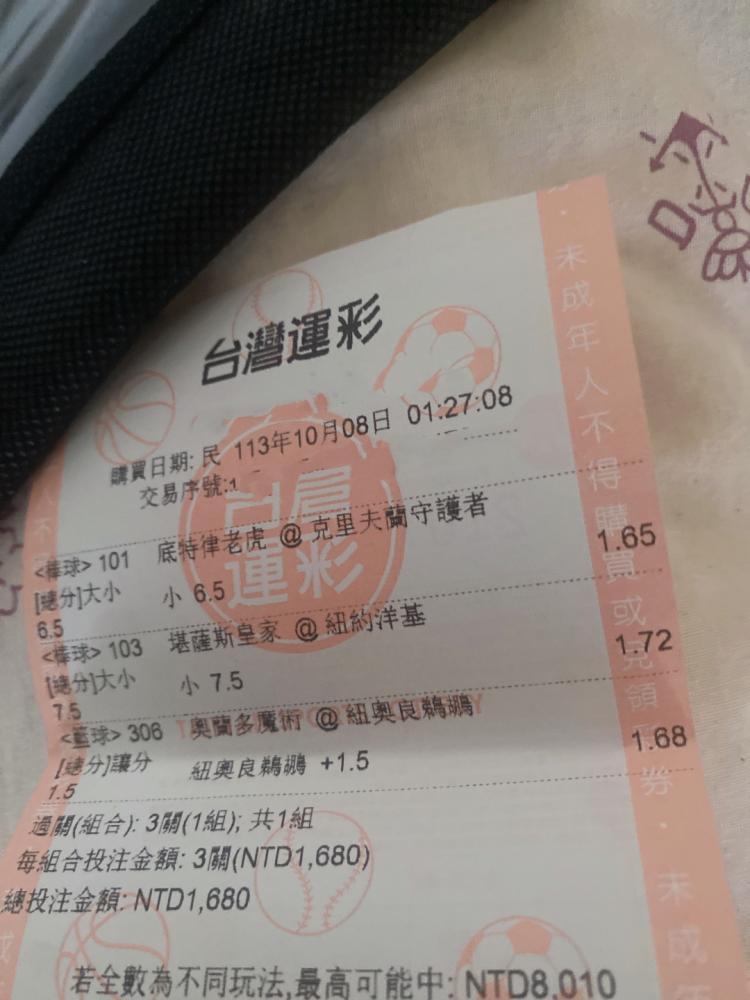 台灣運彩
購買日期: 民 113年10月08日 01:27:08
交易序號:1
<棒球> 101 底特律老虎 @ 克里夫蘭守護者
[總分]大小 小 6.5 1.65
6.5
<棒球> 103 堪薩斯皇家 @ 紐約洋基
[總分]大小 小 7.5 1.72
7.5
<籃球> 306 奧蘭多魔術 @ 紐奧良鵜鶘
[總分]讓分 紐奧良鵜鶘 +1.5 1.68
1.5
過關(組合): 3關(1組); 共1組
每組合投注金額: 3關(NTD1,680)
總投注金額: NTD1,680
若全數為不同玩法,最高可能中: NTD8,010
未成年人不得購買或兌領彩券・未成年
運彩